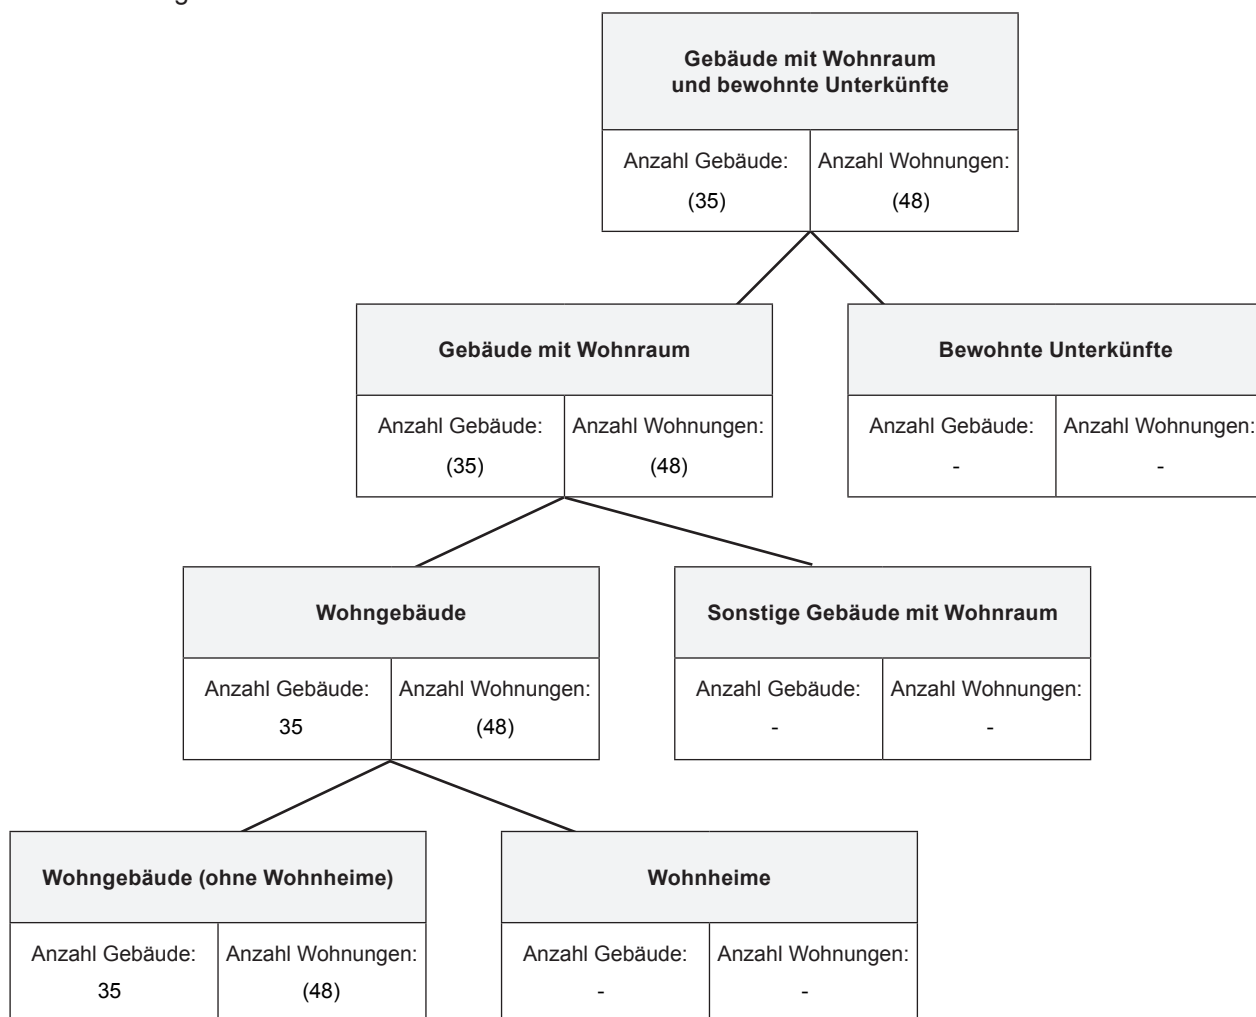 Gebäude mit Wohnraum
und bewohnte Unterkünfte
Anzahl Gebäude: Anzahl Wohnungen:
(35) (48)
Gebäude mit Wohnraum
Anzahl Gebäude: Anzahl Wohnungen:
(35) (48)
Bewohnte Unterkünfte
Anzahl Gebäude: Anzahl Wohnungen:
- -
Wohngebäude
Anzahl Gebäude: Anzahl Wohnungen:
35 (48)
Sonstige Gebäude mit Wohnraum
Anzahl Gebäude: Anzahl Wohnungen:
- -
Wohngebäude (ohne Wohnheime)
Anzahl Gebäude: Anzahl Wohnungen:
35 (48)
Wohnheime
Anzahl Gebäude: Anzahl Wohnungen:
- -